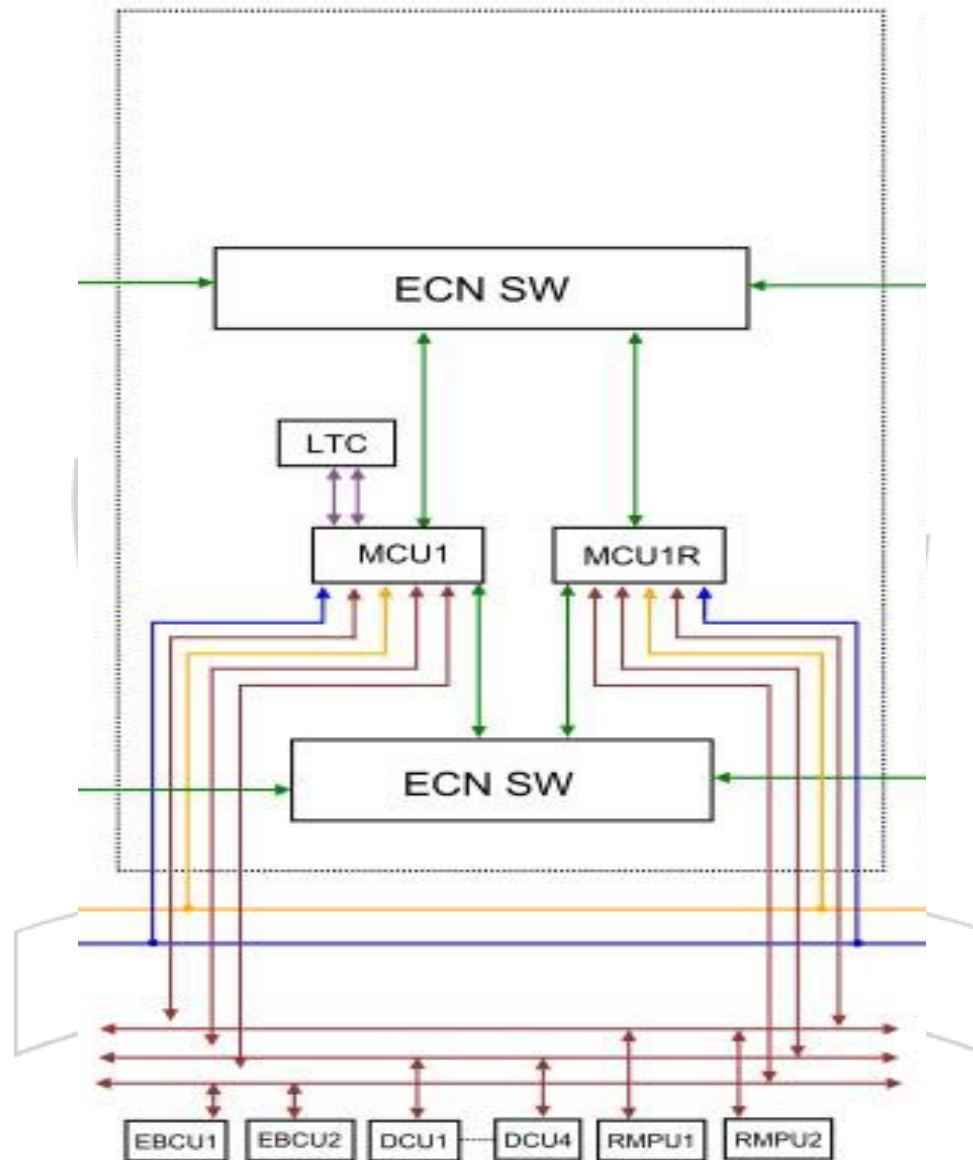 ECN SW
LTC
MCU1
MCU1R
ECN SW
EBCU1
EBCU2
DCU1
DCU4
RMPU1
RMPU2